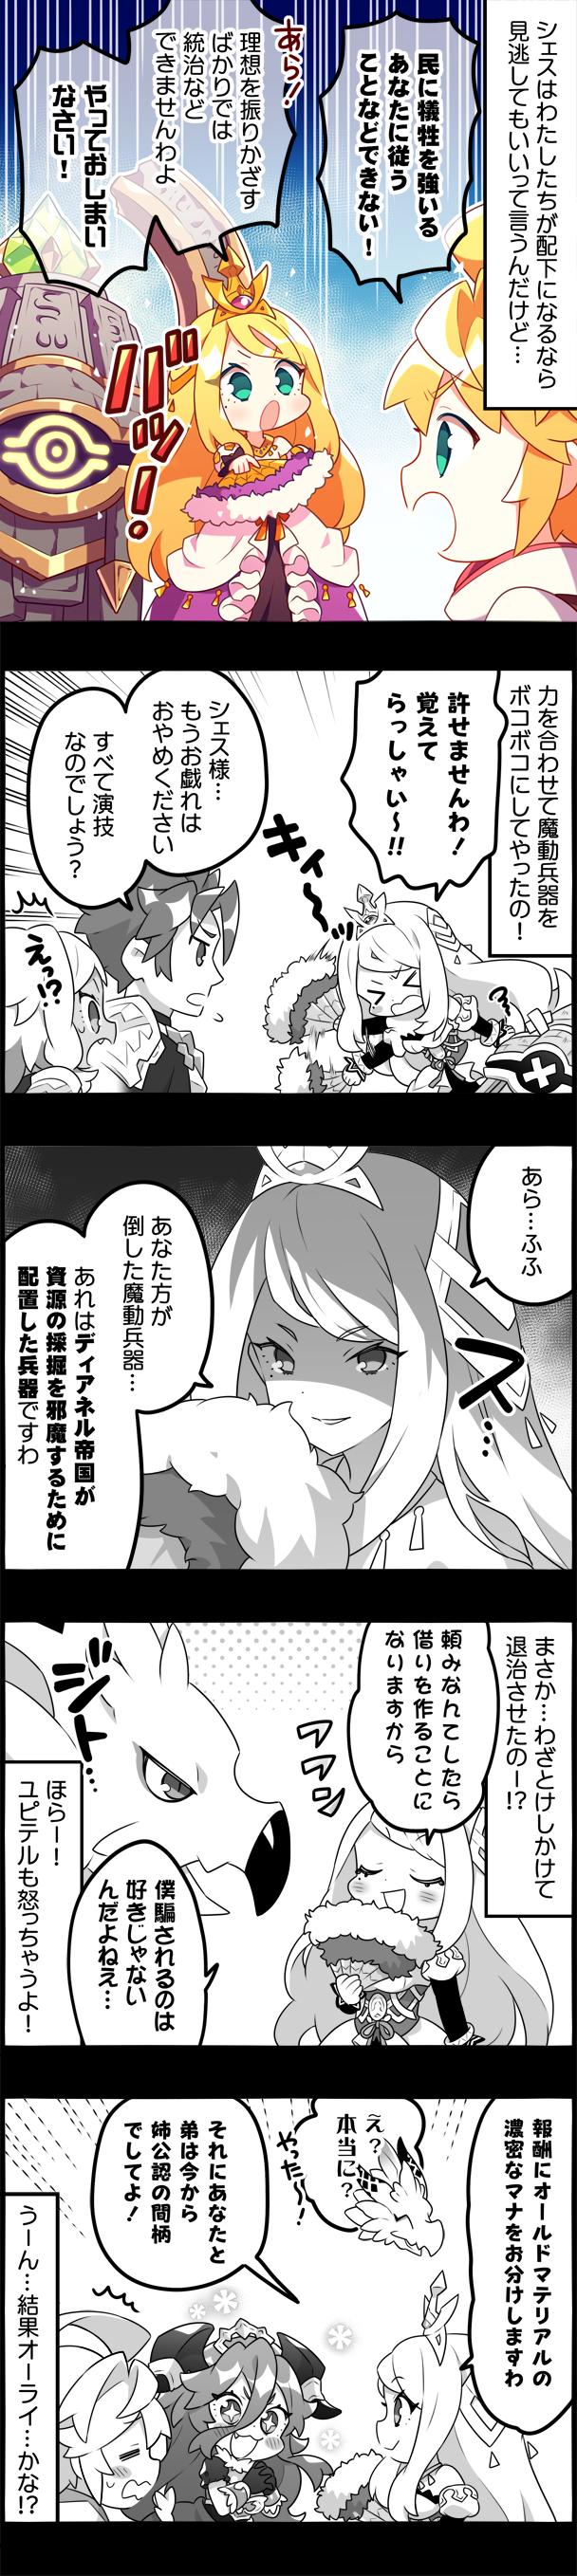 シェスはわたしたちが配下になるなら
見逃してもいいって言うんだけど…
民に犠牲を強いる
あなたに従う
ことなどできない！
あら！
理想を振りかざす
ばかりでは
統治など
できませんわよ
やっておしまい
なさい！
バッ！
力を合わせて魔動兵器を
ボコボコにしてやったの！
許せませんわ！
覚えて
らっしゃい～!!
キィ～ッ
シェス様…
もうお戯れは
おやめください
すべて演技
なのでしょう？
えっ!?
あら…ふふ
ス…
あなた方が
倒した魔動兵器…
あれはディアネル帝国が
資源の採掘を邪魔するために
配置した兵器ですわ
まさか…わざとけしかけて
退治させたのー!?
頼みなんてしたら
借りを作ることに
なりますから
フフン
ジト…
僕騙されるのは
好きじゃない
んだよねえ…
ほらー！
ユピテルも怒っちゃうよ！
報酬にオールドマテリアルの
濃密なマナをお分けしますわ
え？
本当に？
やった～！
それにあなたと
弟は今から
姉公認の間柄
でしてよ！
うーん…結果オーライ…かな!?